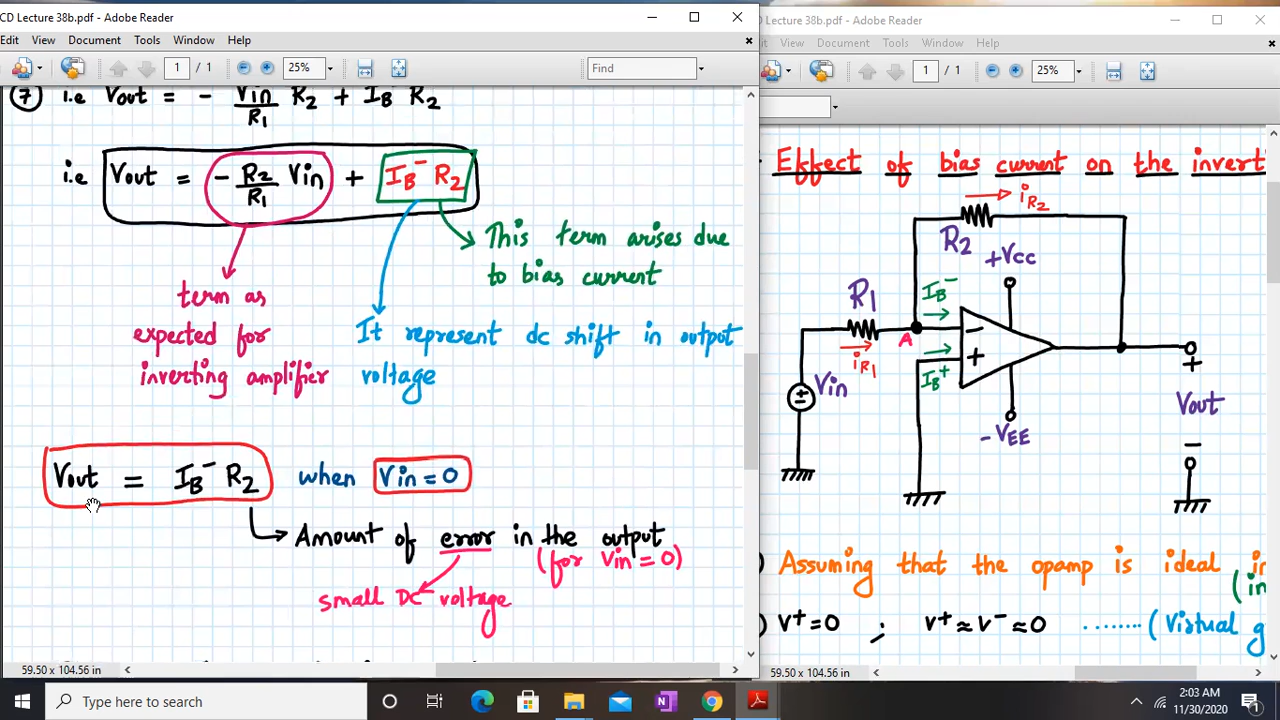 CD Lecture 38b.pdf - Adobe Reader
Edit View Document Tools Window Help
1 / 1 25% Find
7 i.e Vout = - Vin/R1 R2 + IB⁻ R2
i.e Vout = - R2/R1 Vin + IB⁻ R2
This term arises due
to bias current
term as
expected for
inverting amplifier
It represent dc shift in output
voltage
Vout = IB⁻ R2 when Vin = 0
Amount of error in the output
(for Vin = 0)
small DC voltage
59.50 x 104.56 in
Lecture 38b.pdf - Adobe Reader
View Document Tools Window Help
1 / 1 25%
Effect of bias current on the inverti
iR2
R2
+Vcc
R1
IB⁻
A
iR1
IB⁺
Vin
-VEE
+
Vout
-
) Assuming that the opamp is ideal in
(in
) V⁺=0 ; V⁺≈V⁻≈0 ........(Virtual g
59.50 x 104.56 in
Type here to search
2:03 AM
11/30/2020
1